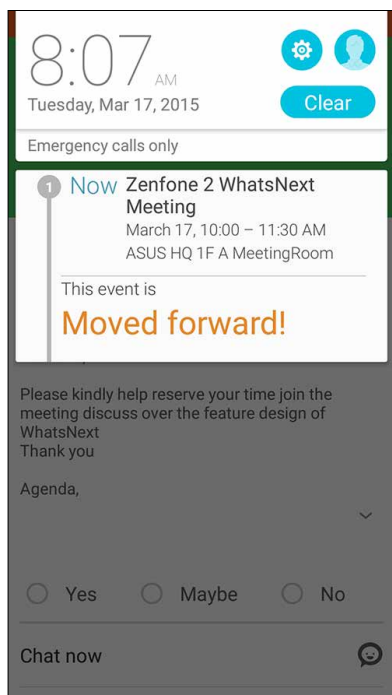 8:07 AM
Tuesday, Mar 17, 2015
Clear
Emergency calls only
1 Now Zenfone 2 WhatsNext
Meeting
March 17, 10:00 – 11:30 AM
ASUS HQ 1F A MeetingRoom
This event is
Moved forward!
Please kindly help reserve your time join the
meeting discuss over the feature design of
WhatsNext
Thank you
Agenda,
Yes Maybe No
Chat now